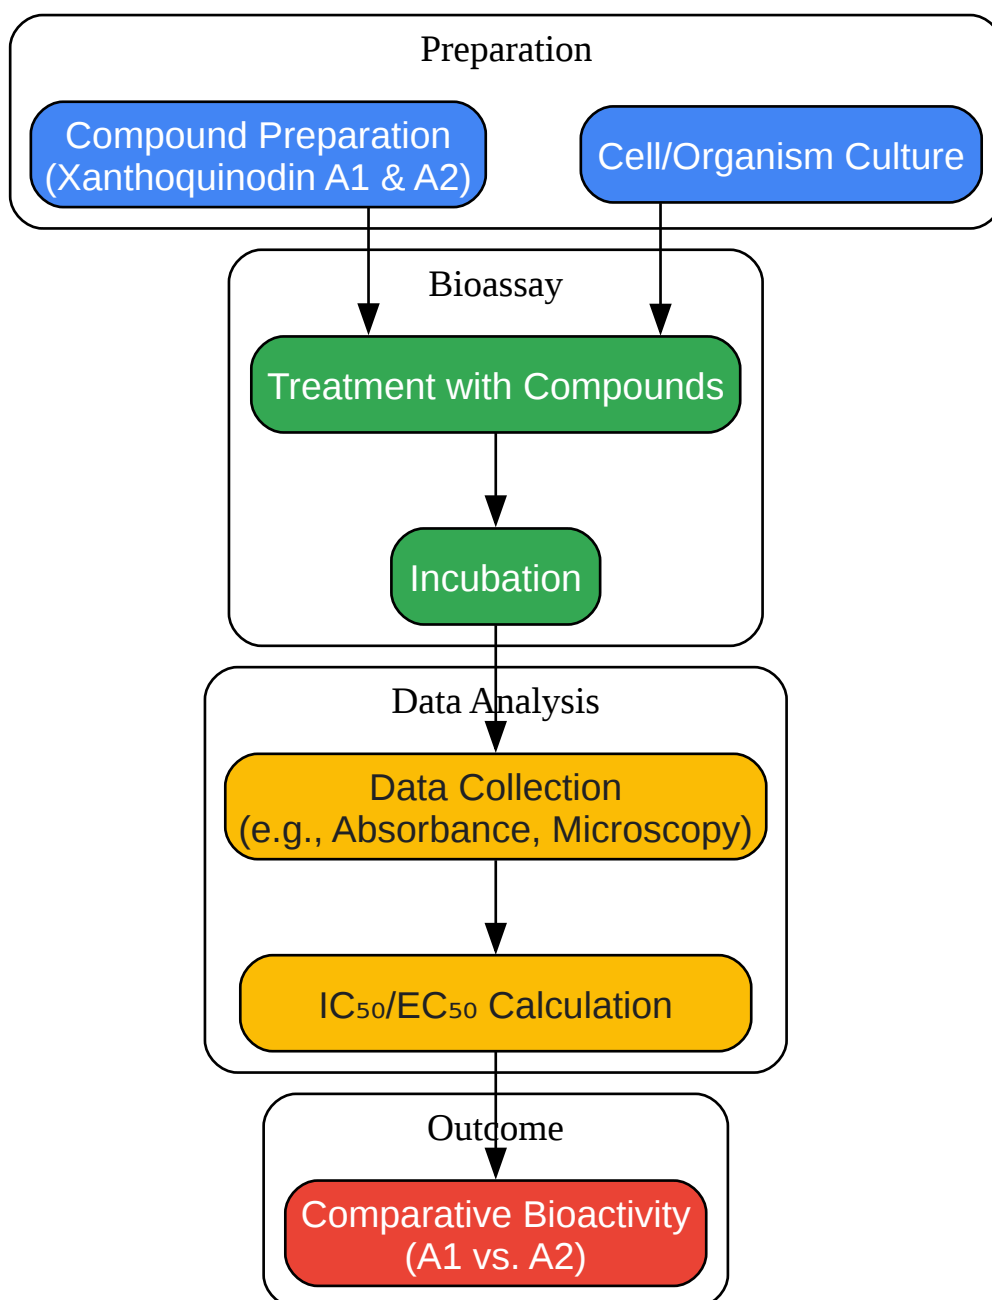 Preparation
Compound Preparation
(Xanthoquinodin A1 & A2)
Cell/Organism Culture
Bioassay
Treatment with Compounds
Incubation
Data Analysis
Data Collection
(e.g., Absorbance, Microscopy)
IC₅₀/EC₅₀ Calculation
Outcome
Comparative Bioactivity
(A1 vs. A2)